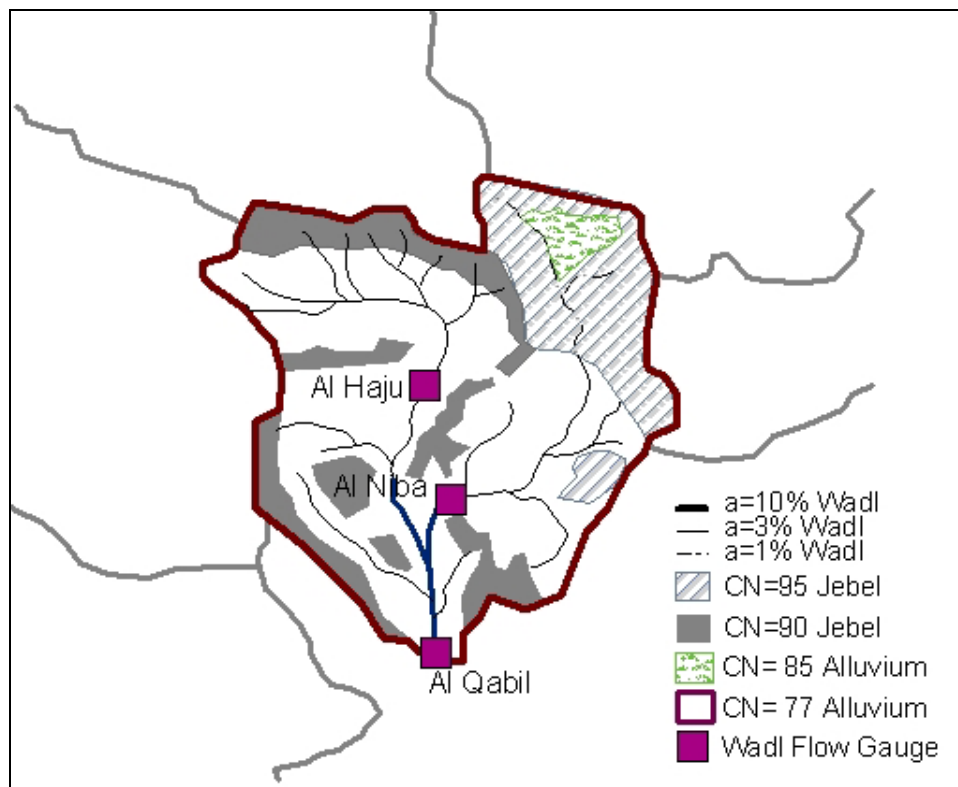 Al Haju
Al Niba
Al Qabil
a=10% Wadl
a=3% Wadl
a=1% Wadl
CN=95 Jebel
CN=90 Jebel
CN= 85 Alluvium
CN= 77 Alluvium
Wadl Flow Gauge